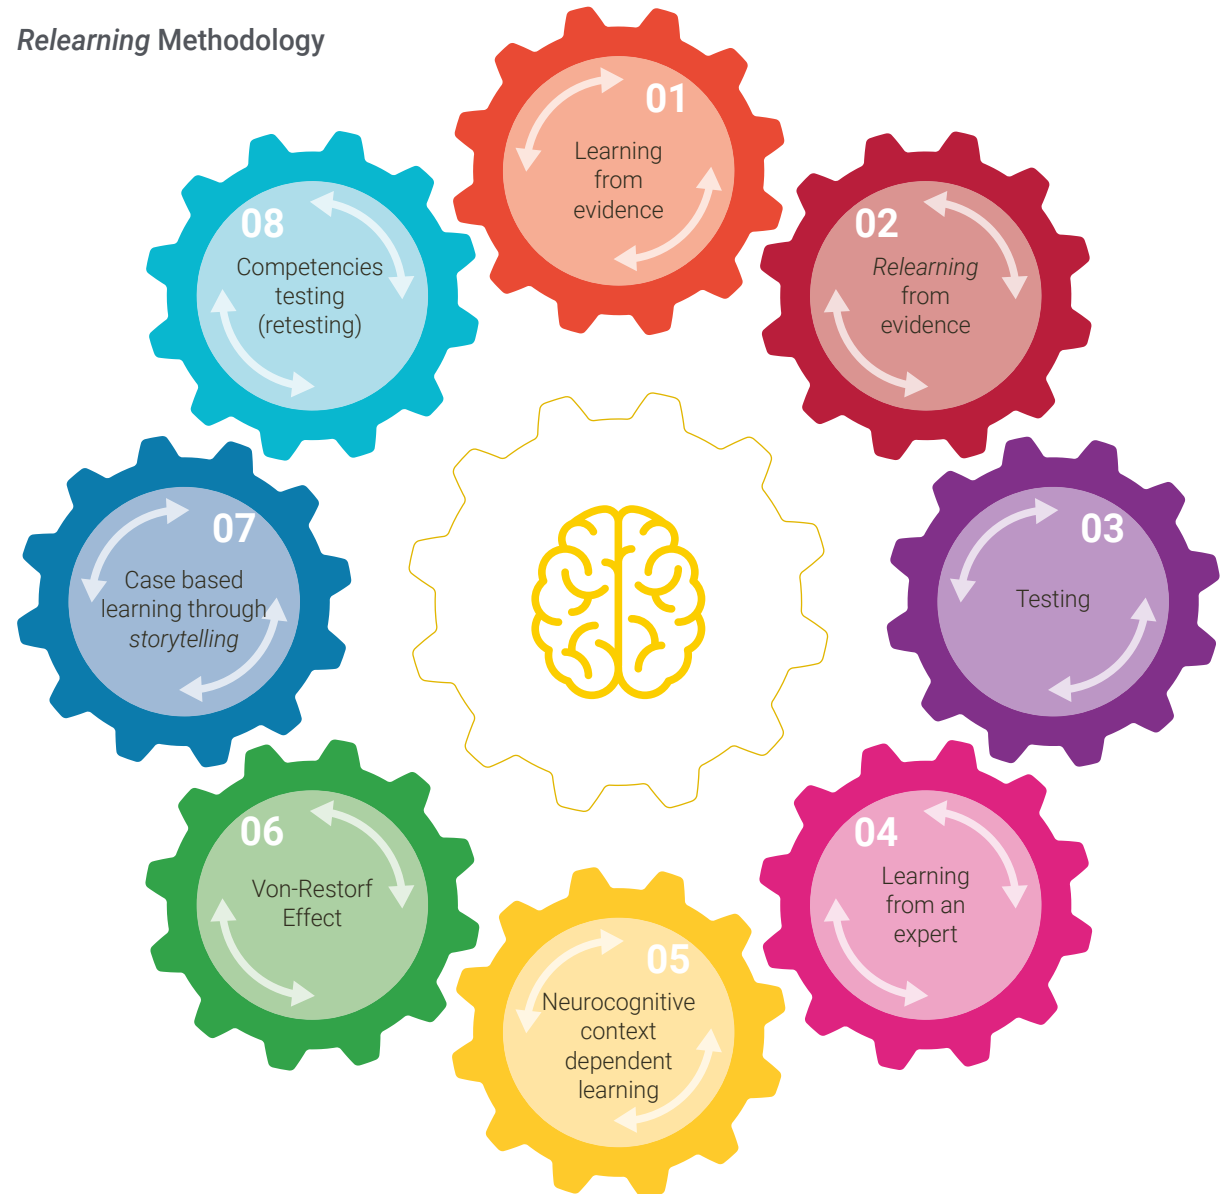 Relearning Methodology
01
Learning
from
evidence
02
Relearning
from
evidence
03
Testing
04
Learning
from an
expert
05
Neurocognitive
context
dependent
learning
06
Von-Restorf
Effect
07
Case based
learning through
storytelling
08
Competencies
testing
(retesting)